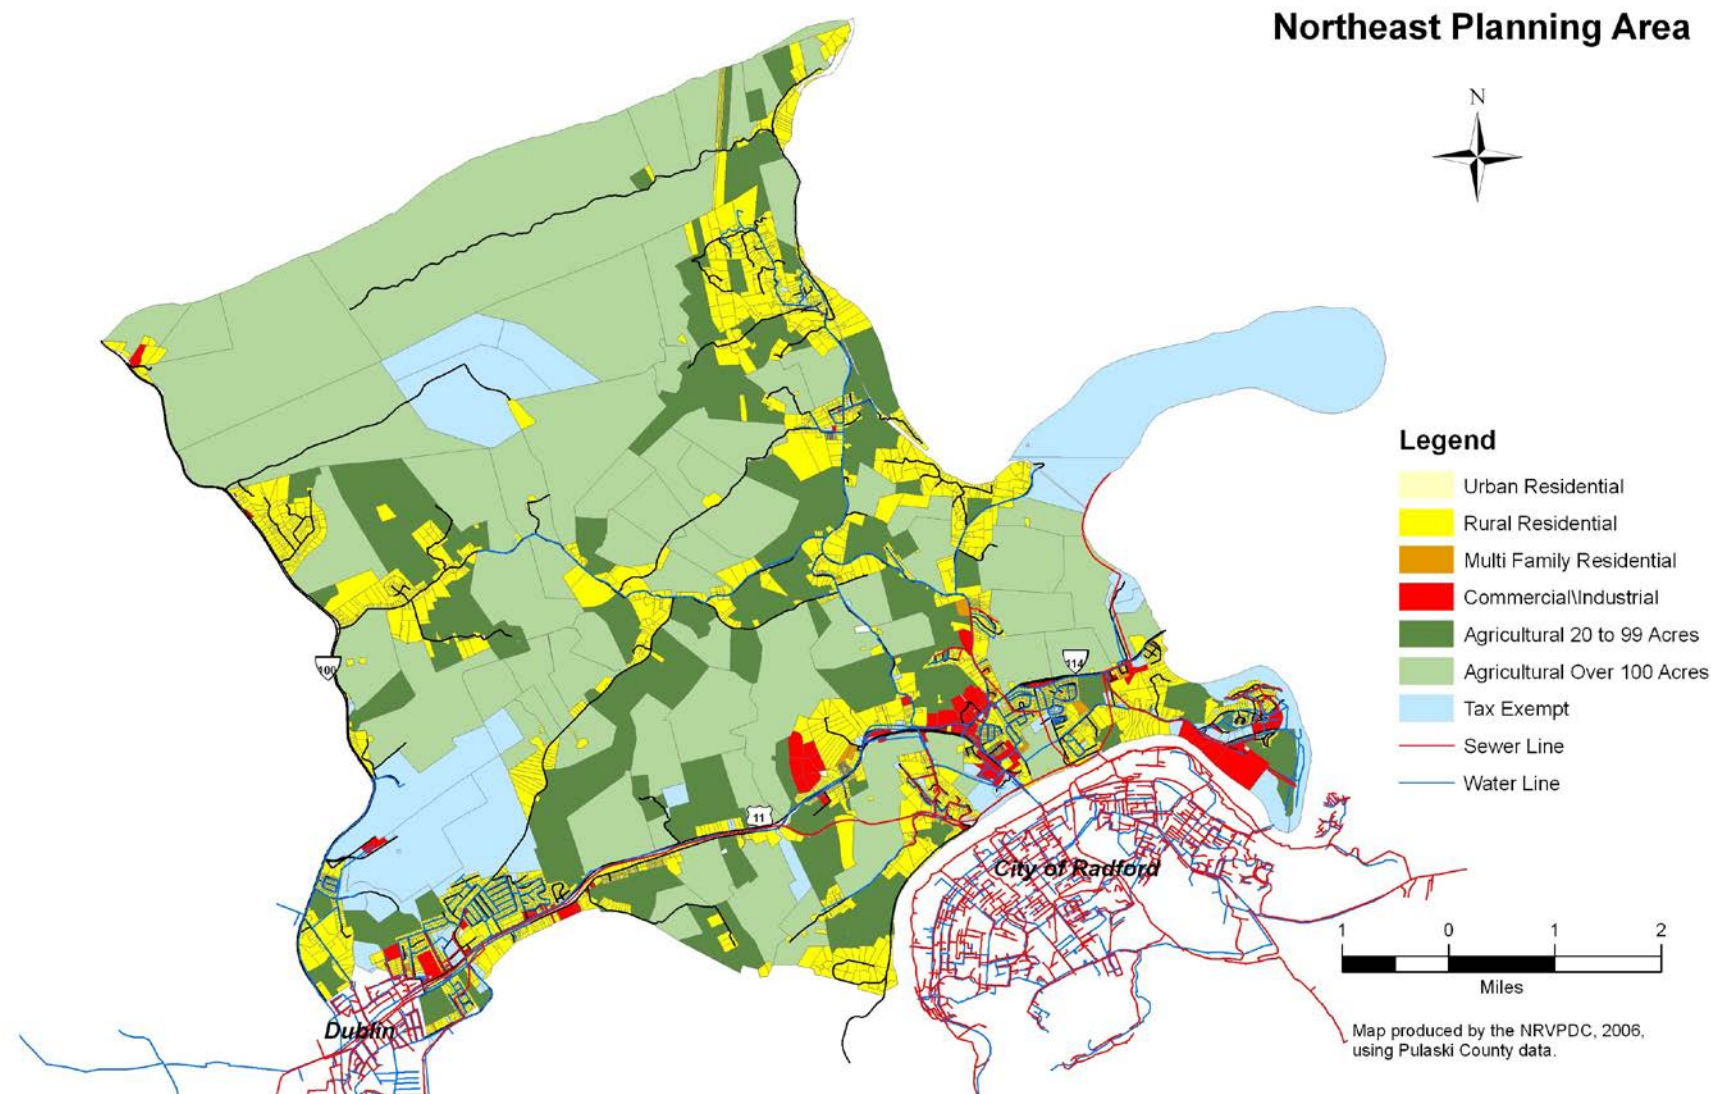 Northeast Planning Area
N
Legend
Urban Residential
Rural Residential
Multi Family Residential
Commercial\Industrial
Agricultural 20 to 99 Acres
Agricultural Over 100 Acres
Tax Exempt
Sewer Line
Water Line
100
114
11
City of Radford
Dublin
1 0 1 2
Miles
Map produced by the NRVPDC, 2006,
using Pulaski County data.